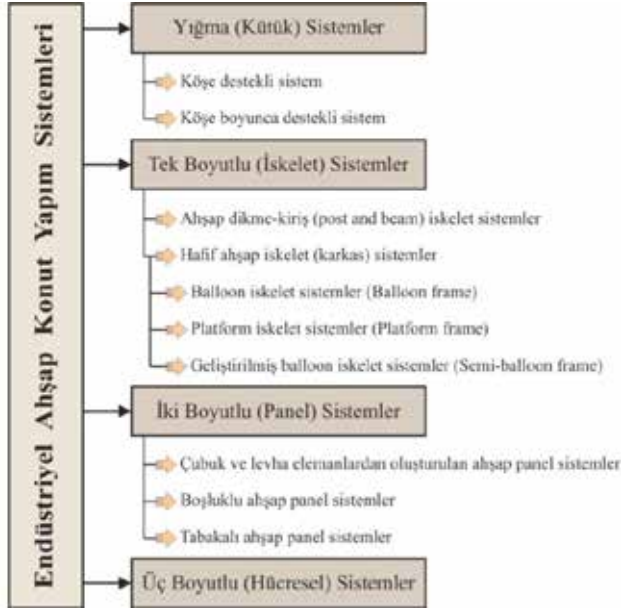 Endüstriyel Ahşap Konut Yapım Sistemleri
Yığma (Kütük) Sistemler
Köşe destekli sistem
Köşe boyunca destekli sistem
Tek Boyutlu (İskelet) Sistemler
Ahşap dikme-kiriş (post and beam) iskelet sistemler
Hafif ahşap iskelet (karkas) sistemler
Balloon iskelet sistemler (Balloon frame)
Platform iskelet sistemler (Platform frame)
Geliştirilmiş balloon iskelet sistemler (Semi-balloon frame)
İki Boyutlu (Panel) Sistemler
Çubuk ve levha elemanlardan oluşturulan ahşap panel sistemler
Boşluklu ahşap panel sistemler
Tabakalı ahşap panel sistemler
Üç Boyutlu (Hücresel) Sistemler